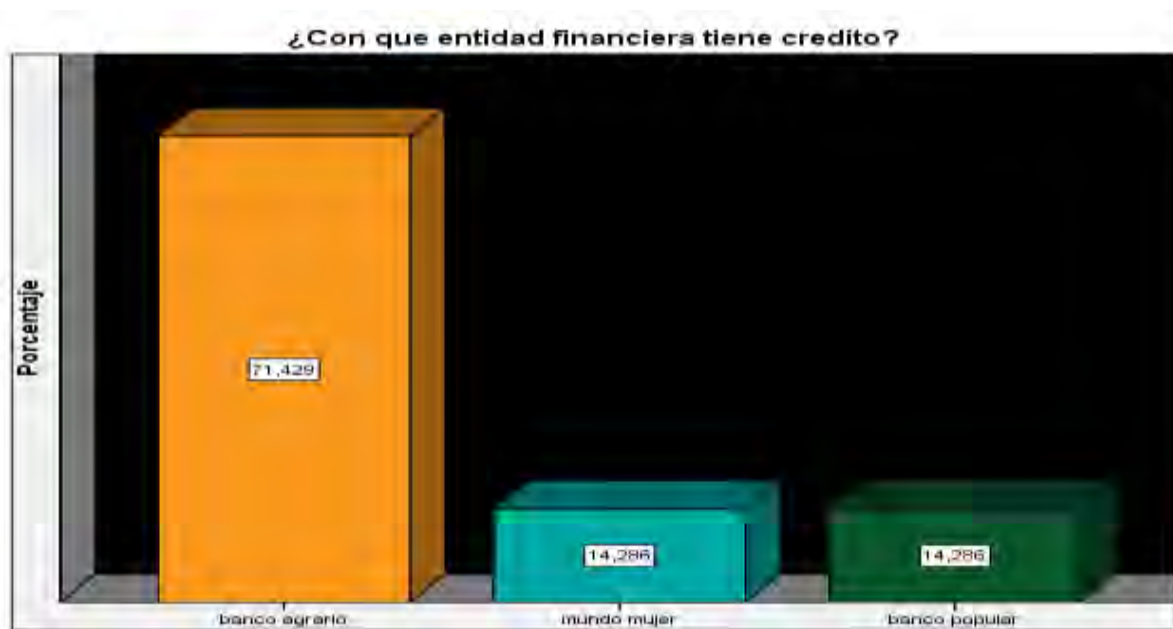 ¿Con que entidad financiera tiene credito?
Porcentaje
71,429
14,286
14,286
banco agrario
mundo mujer
banco popular